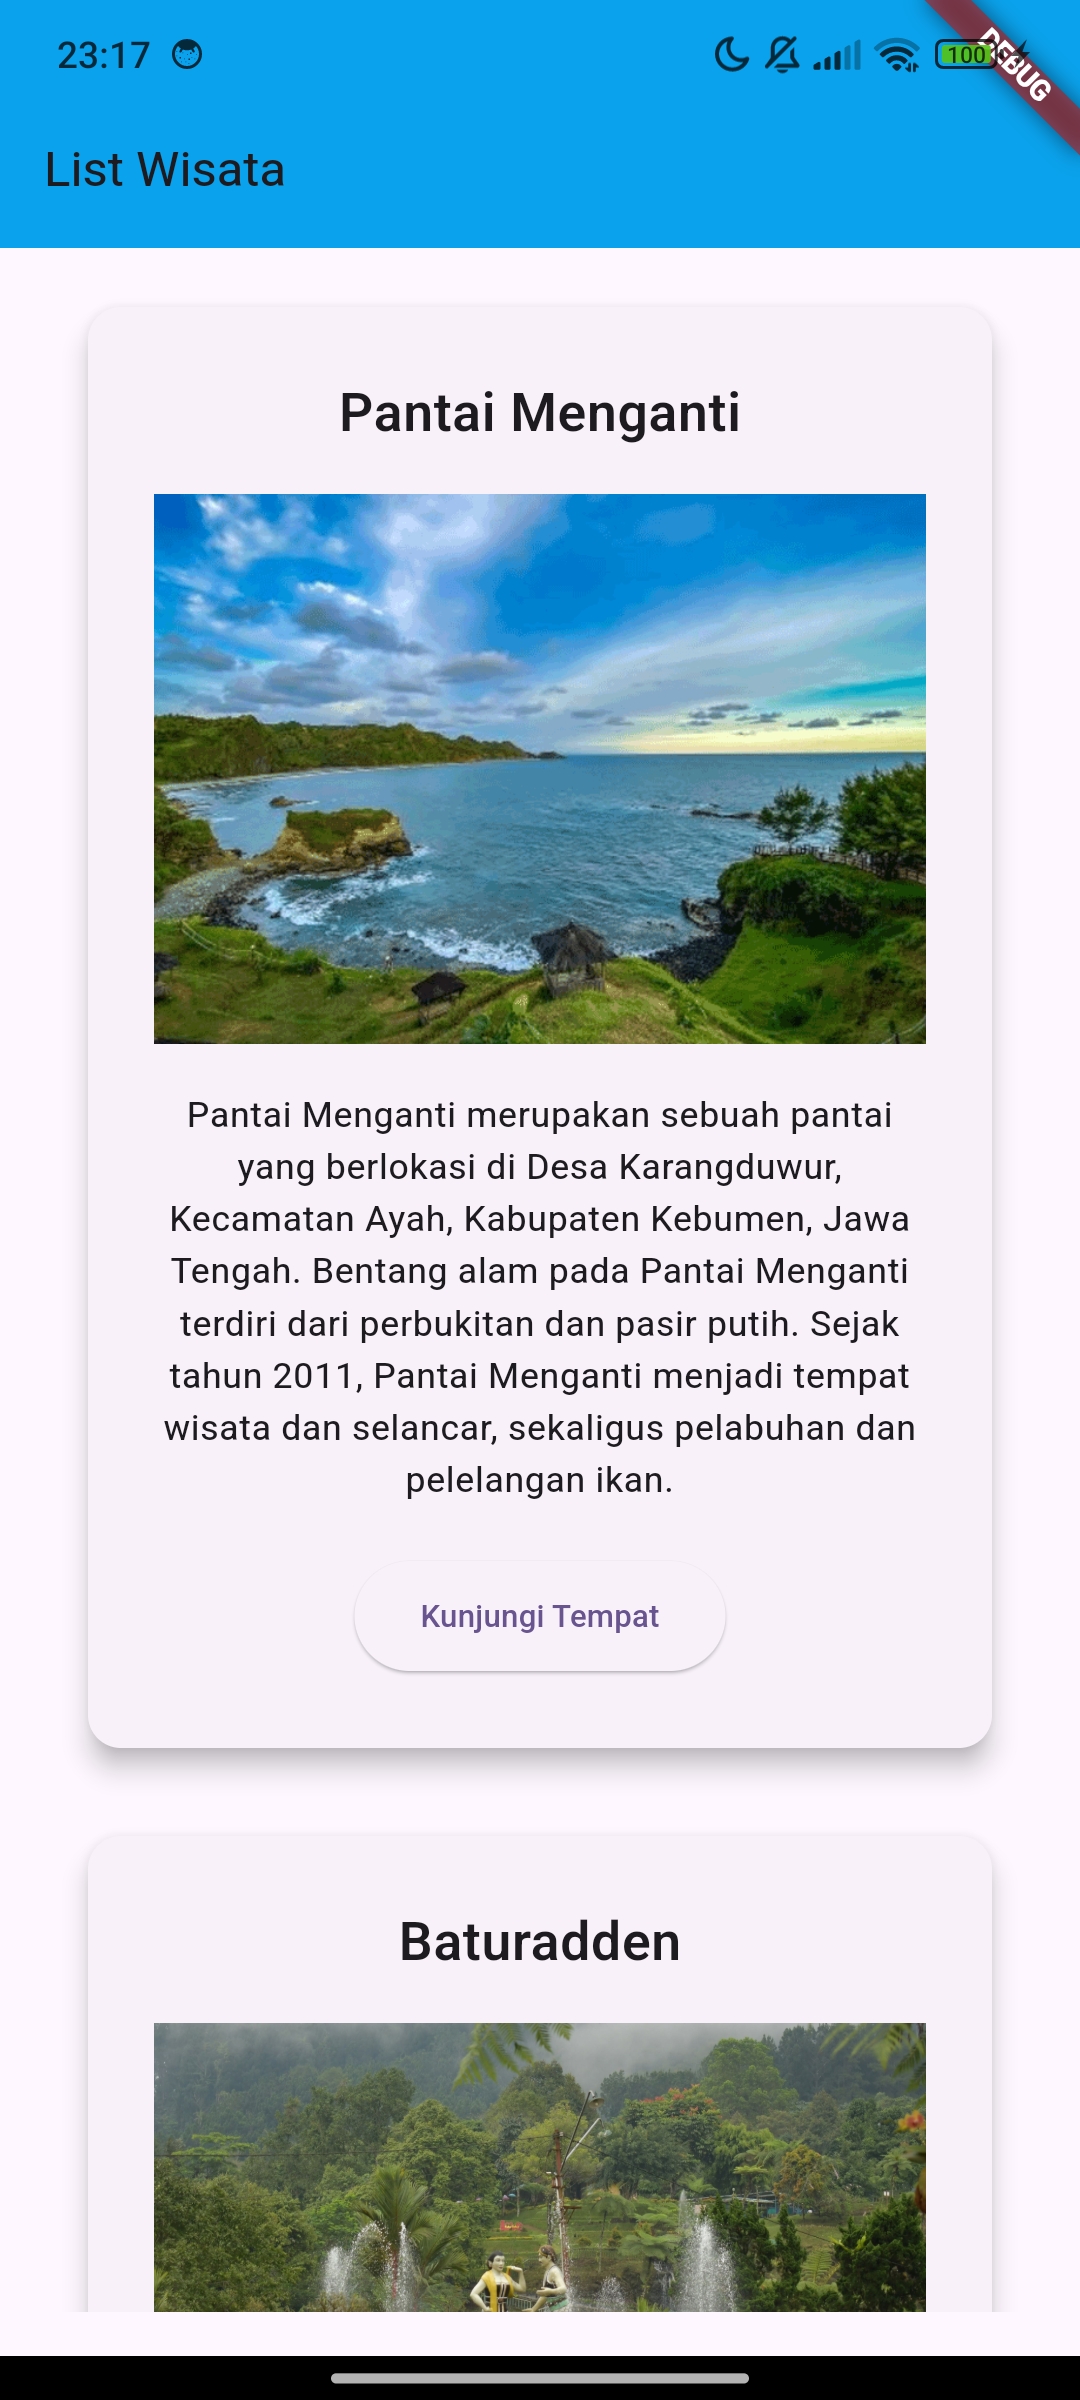 23:17
100
DEBUG
List Wisata
Pantai Menganti
Pantai Menganti merupakan sebuah pantai
yang berlokasi di Desa Karangduwur,
Kecamatan Ayah, Kabupaten Kebumen, Jawa
Tengah. Bentang alam pada Pantai Menganti
terdiri dari perbukitan dan pasir putih. Sejak
tahun 2011, Pantai Menganti menjadi tempat
wisata dan selancar, sekaligus pelabuhan dan
pelelangan ikan.
Kunjungi Tempat
Baturadden